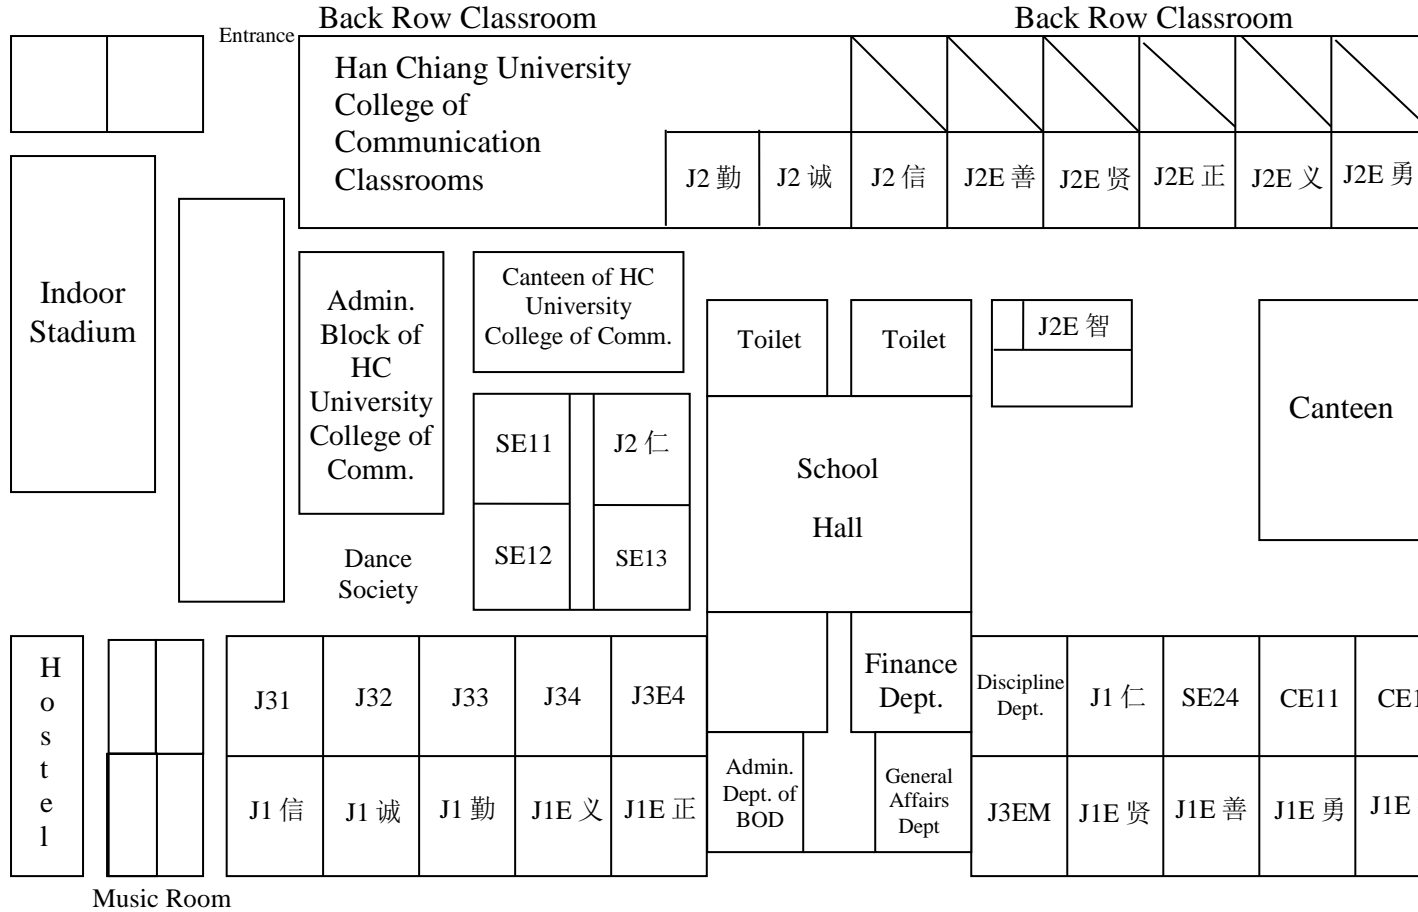 Back Row Classroom
Back Row Classroom
Entrance
Han Chiang University
College of
Communication
Classrooms
J2 勤
J2 诚
J2 信
J2E 善
J2E 贤
J2E 正
J2E 义
J2E 勇
Indoor
Stadium
Admin.
Block of
HC
University
College of
Comm.
Canteen of HC
University
College of Comm.
Toilet
Toilet
J2E 智
Canteen
SE11
J2 仁
SE12
SE13
School
Hall
Dance
Society
Hostel
J31
J32
J33
J34
J3E4
Finance
Dept.
Discipline
Dept.
J1 仁
SE24
CE11
CE1
J1 信
J1 诚
J1 勤
J1E 义
J1E 正
Admin.
Dept. of
BOD
General
Affairs
Dept
J3EM
J1E 贤
J1E 善
J1E 勇
J1E
Music Room